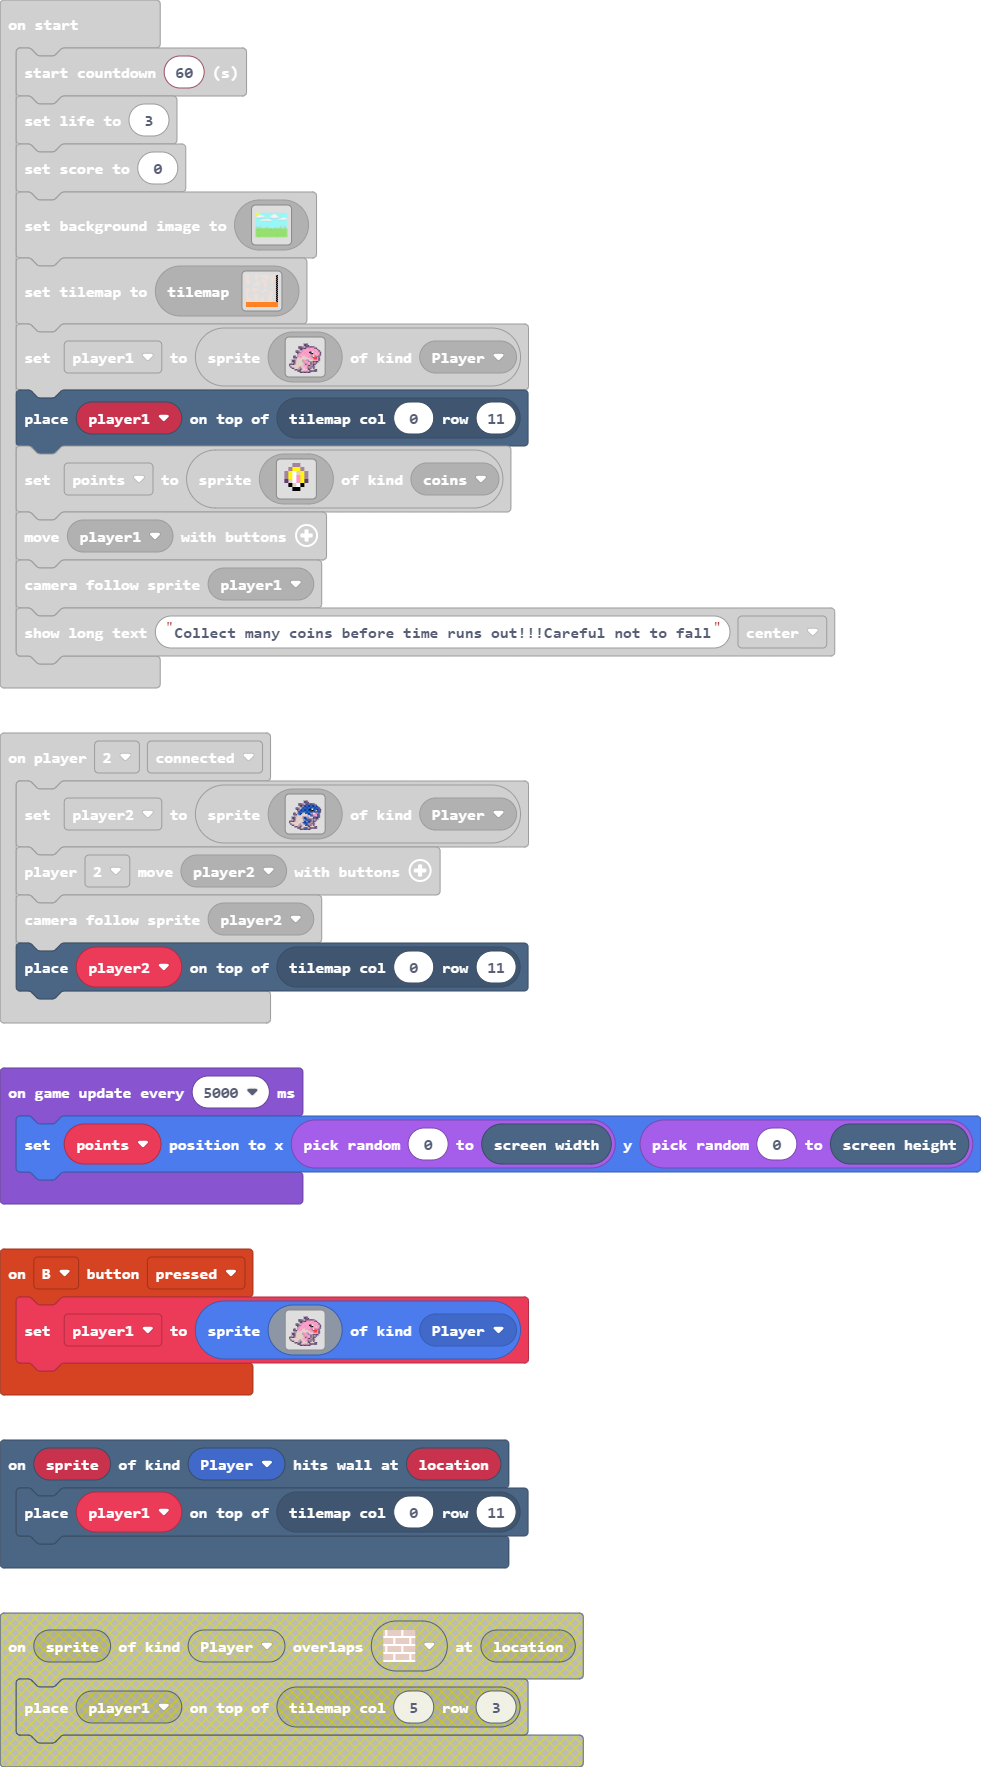 on start
start countdown 60 (s)
set life to 3
set score to 0
set background image to
set tilemap to tilemap
set player1 to sprite of kind Player
place player1 on top of tilemap col 0 row 11
set points to sprite of kind coins
move player1 with buttons
camera follow sprite player1
show long text "Collect many coins before time runs out!!!Careful not to fall" center
on player 2 connected
set player2 to sprite of kind Player
player 2 move player2 with buttons
camera follow sprite player2
place player2 on top of tilemap col 0 row 11
on game update every 5000 ms
set points position to x pick random 0 to screen width y pick random 0 to screen height
on B button pressed
set player1 to sprite of kind Player
on sprite of kind Player hits wall at location
place player1 on top of tilemap col 0 row 11
on sprite of kind Player overlaps at location
place player1 on top of tilemap col 5 row 3